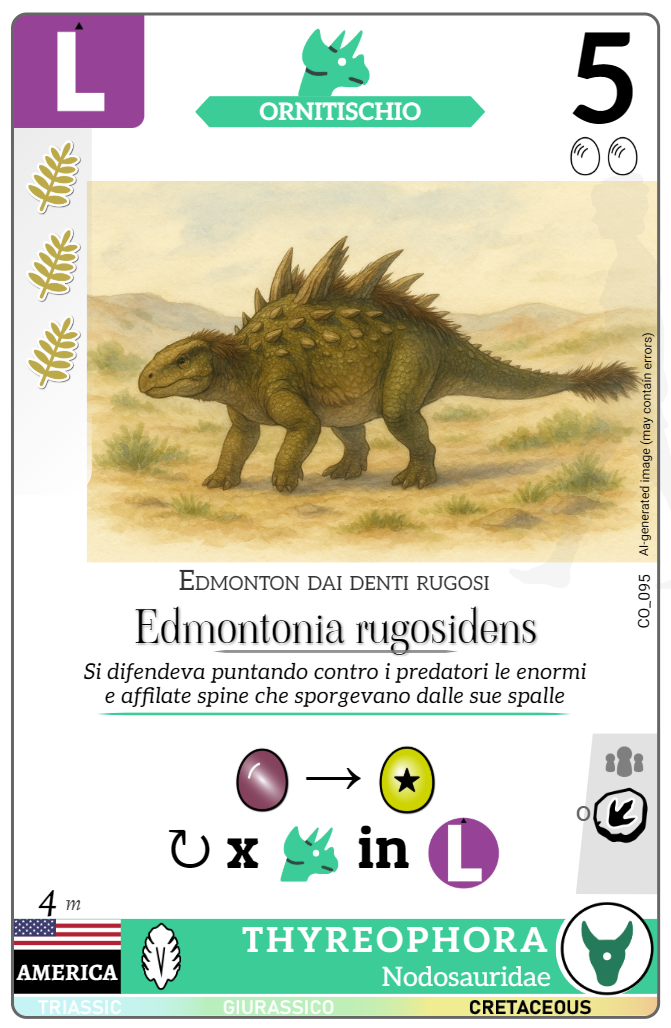 L
ORNITISCHIO
5
AI-generated image (may contain errors)
CO_095
Edmonton dai denti rugosi
Edmontonia rugosidens
Si difendeva puntando contro i predatori le enormi
e affilate spine che sporgevano dalle sue spalle
x in L
O
4 m
AMERICA
THYREOPHORA
Nodosauridae
TRIASSIC GIURASSICO CRETACEOUS